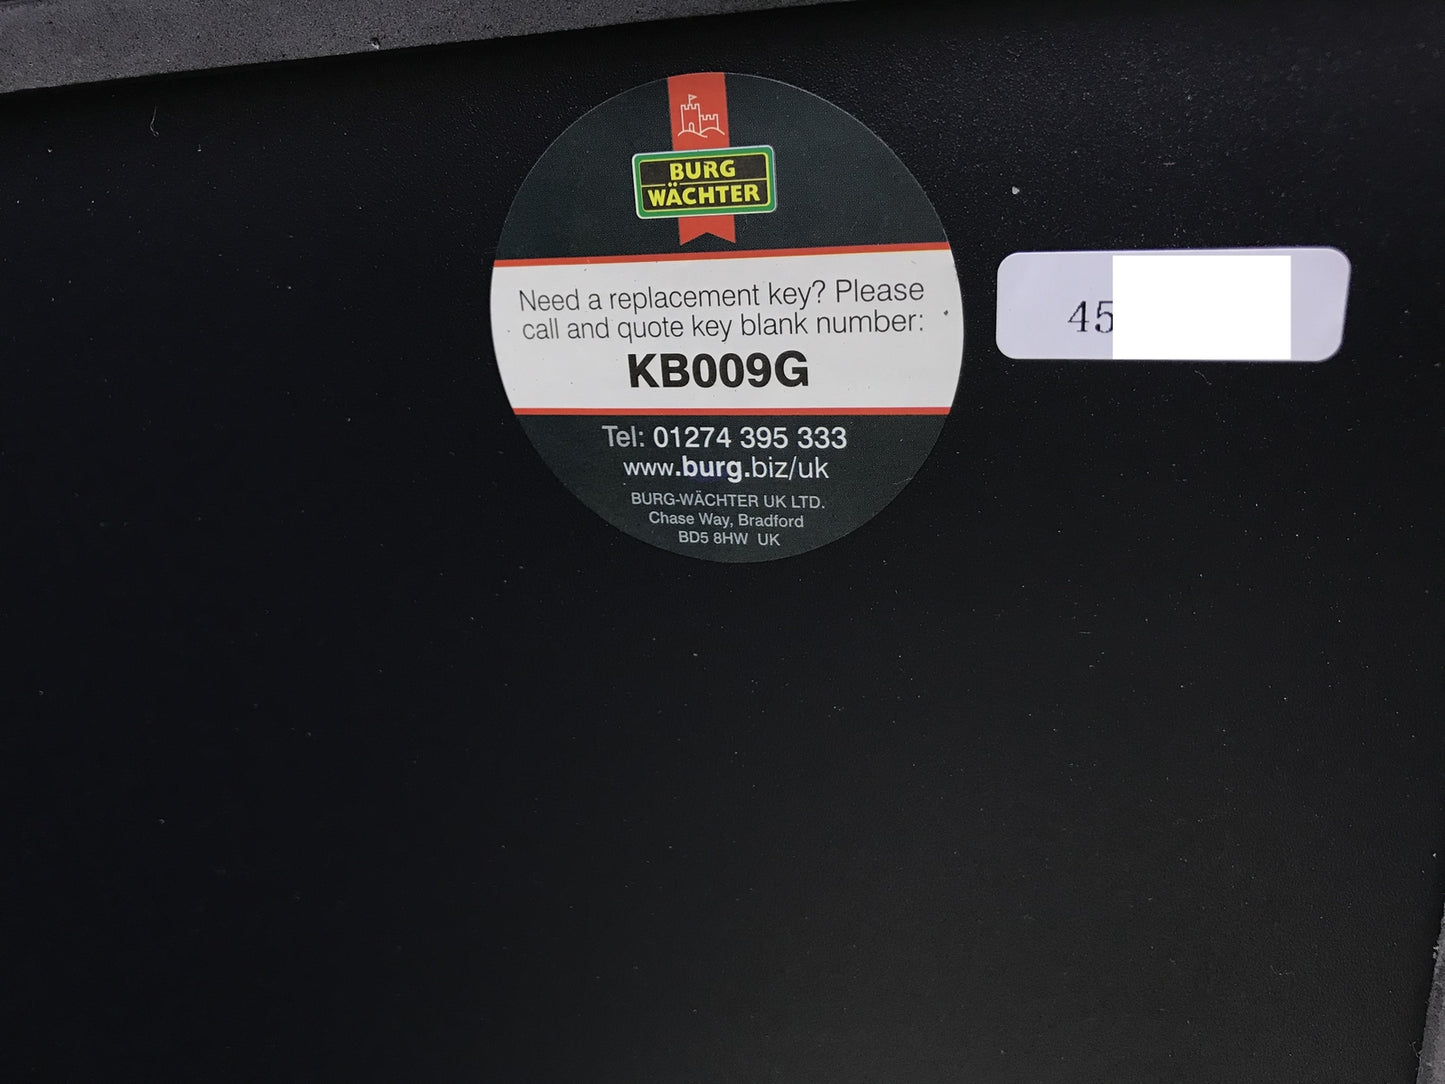 BURG
WÄCHTER
Need a replacement key? Please
call and quote key blank number:
KB009G
Tel: 01274 395 333
www.burg.biz/uk
BURG-WÄCHTER UK LTD.
Chase Way, Bradford
BD5 8HW UK
45